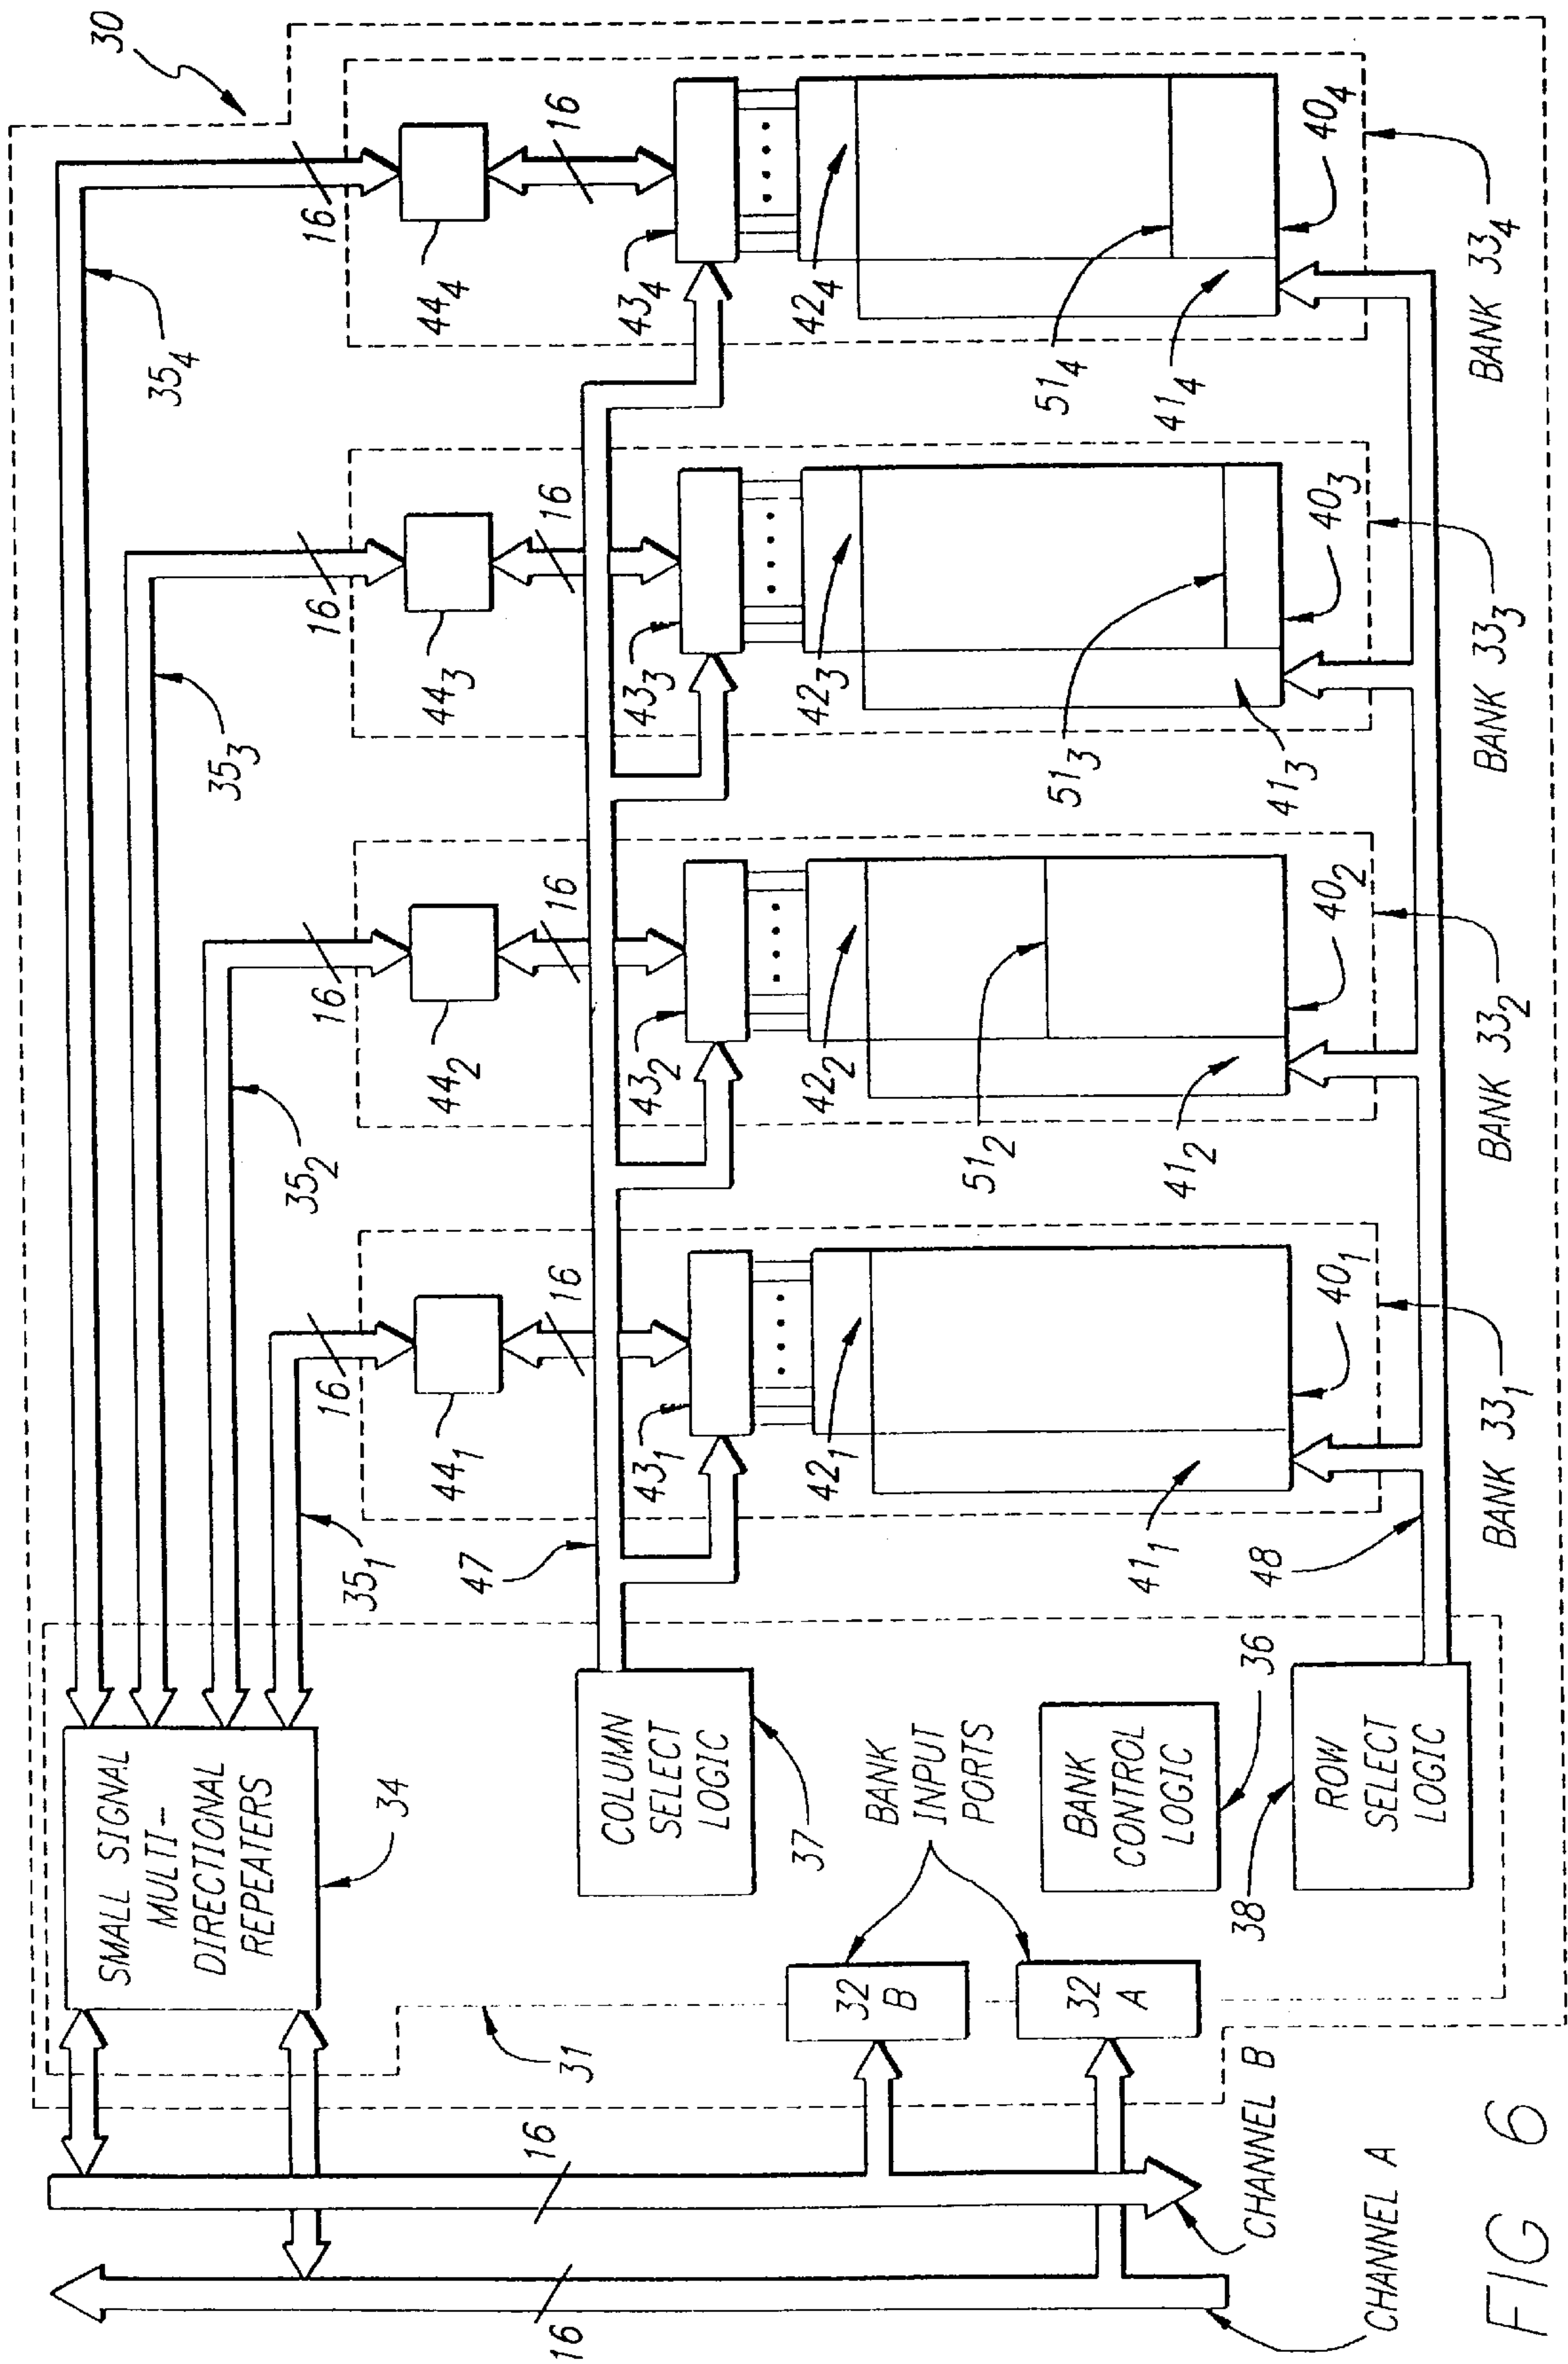 30
35₄
35₃
35₂
35₁
16
16
16
16
44₄
44₃
44₂
44₁
16
16
16
16
43₄
43₃
43₂
43₁
47
42₄
42₃
42₂
42₁
51₄
51₃
51₂
41₄
41₃
41₂
41₁
40₄
40₃
40₂
40₁
48
BANK 33₄
BANK 33₃
BANK 33₂
BANK 33₁
SMALL SIGNAL
MULTI-
DIRECTIONAL
REPEATERS
34
COLUMN
SELECT
LOGIC
37
BANK
INPUT
PORTS
BANK
CONTROL
LOGIC
36
ROW
SELECT
LOGIC
38
31
32
B
32
A
16
16
CHANNEL B
CHANNEL A
FIG 6